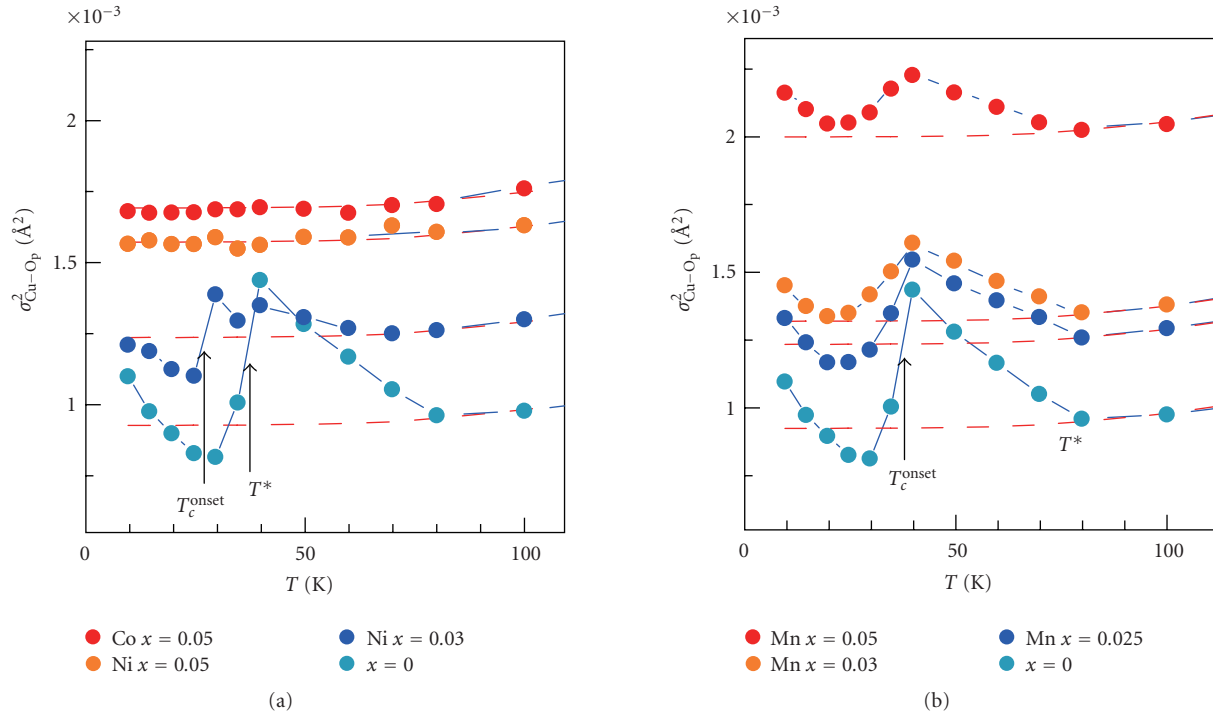 ×10⁻³
2
1.5
1
σ²Cu−Op (Å²)
Tc^onset
T*
0
50
100
T (K)
Co x = 0.05
Ni x = 0.03
Ni x = 0.05
x = 0
(a)
×10⁻³
2
1.5
1
σ²Cu−Op (Å²)
T*
Tc^onset
0
50
100
T (K)
Mn x = 0.05
Mn x = 0.025
Mn x = 0.03
x = 0
(b)